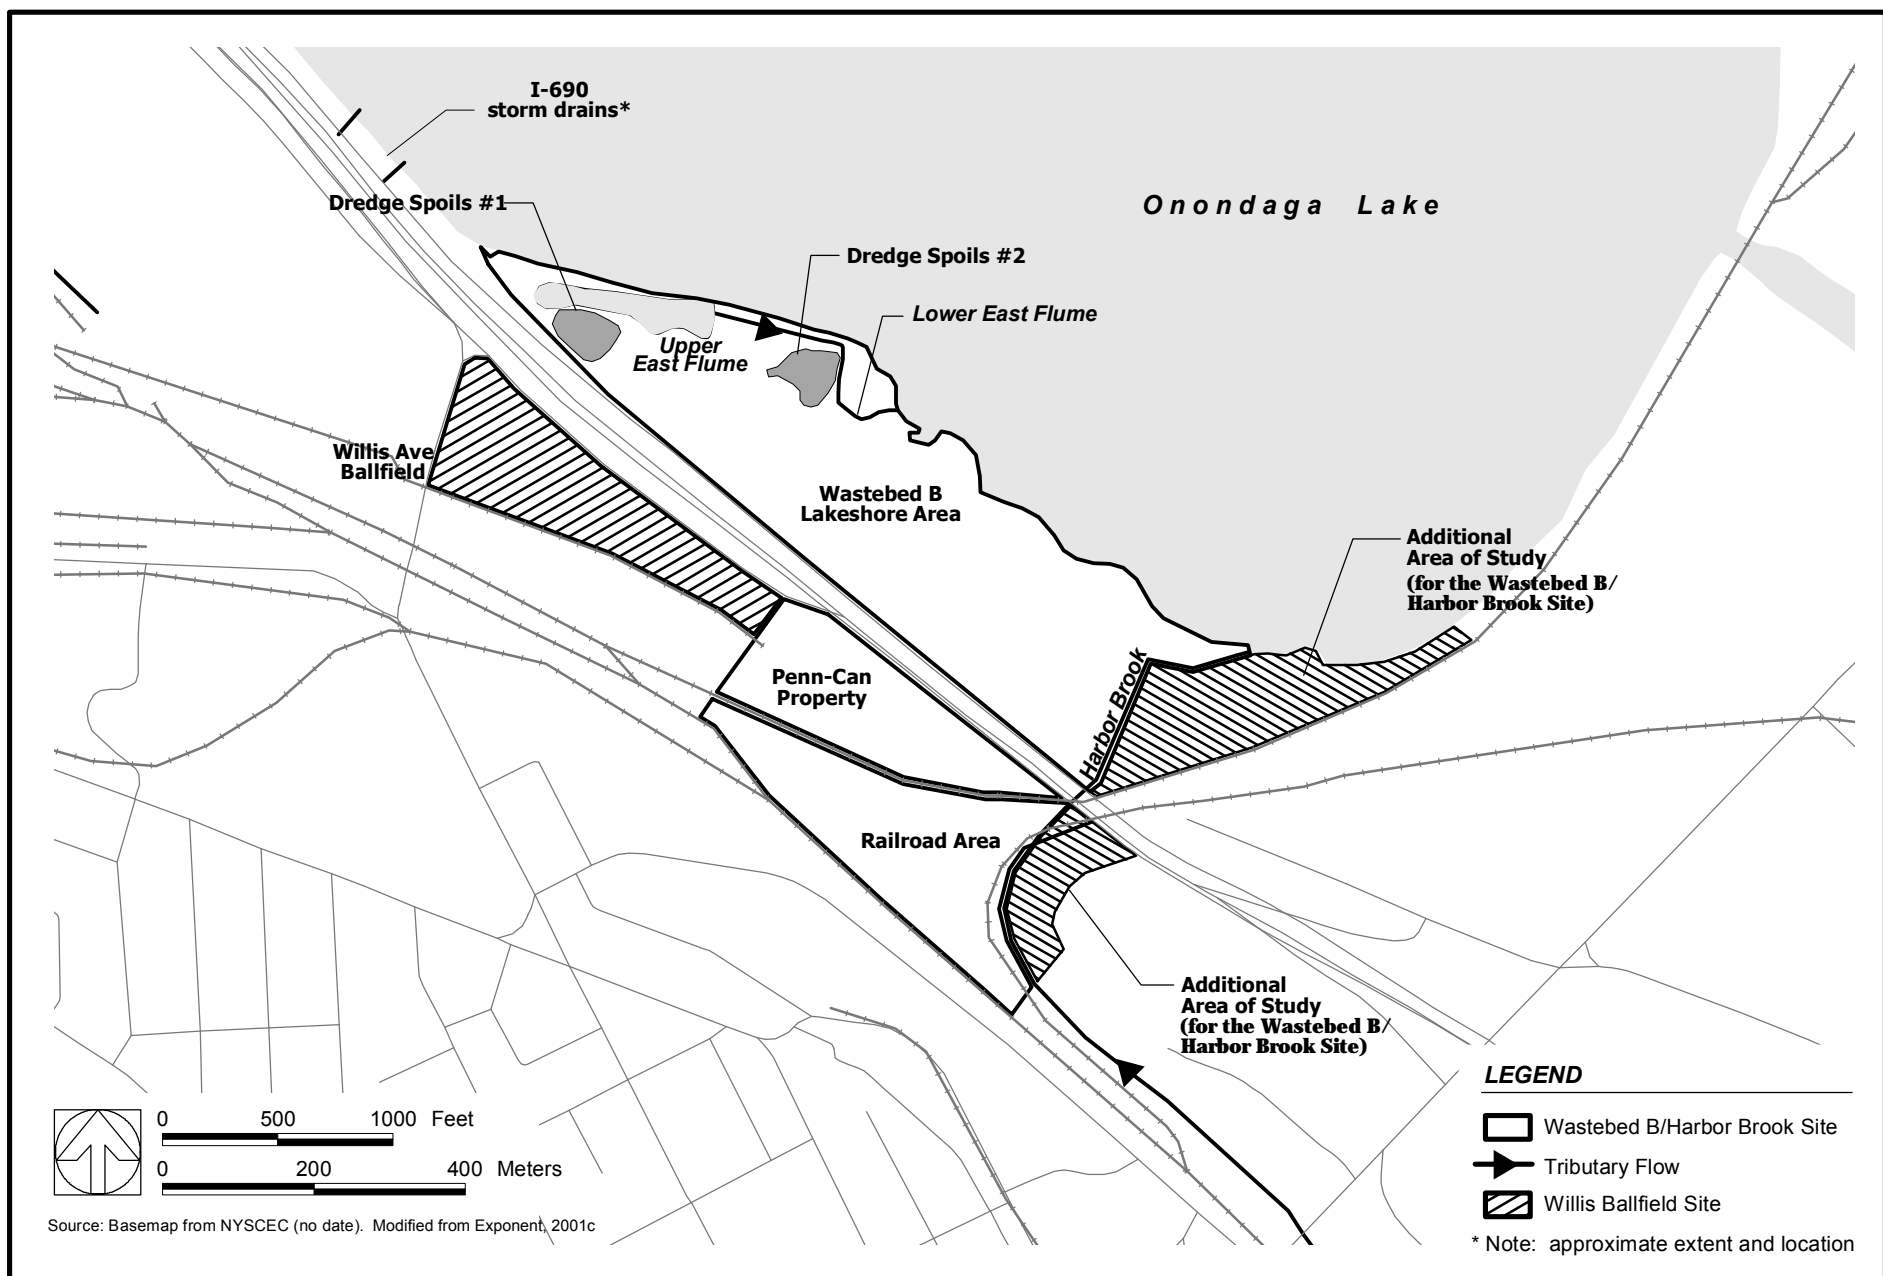 I-690
storm drains*
Dredge Spoils #1
Onondaga Lake
Dredge Spoils #2
Lower East Flume
Upper
East Flume
Willis Ave
Ballfield
Wastebed B
Lakeshore Area
Additional
Area of Study
(for the Wastebed B/
Harbor Brook Site)
Harbor Brook
Penn-Can
Property
Railroad Area
Additional
Area of Study
(for the Wastebed B/
Harbor Brook Site)
LEGEND
Wastebed B/Harbor Brook Site
Tributary Flow
Willis Ballfield Site
* Note: approximate extent and location
0 500 1000 Feet
0 200 400 Meters
Source: Basemap from NYSCEC (no date). Modified from Exponent, 2001c